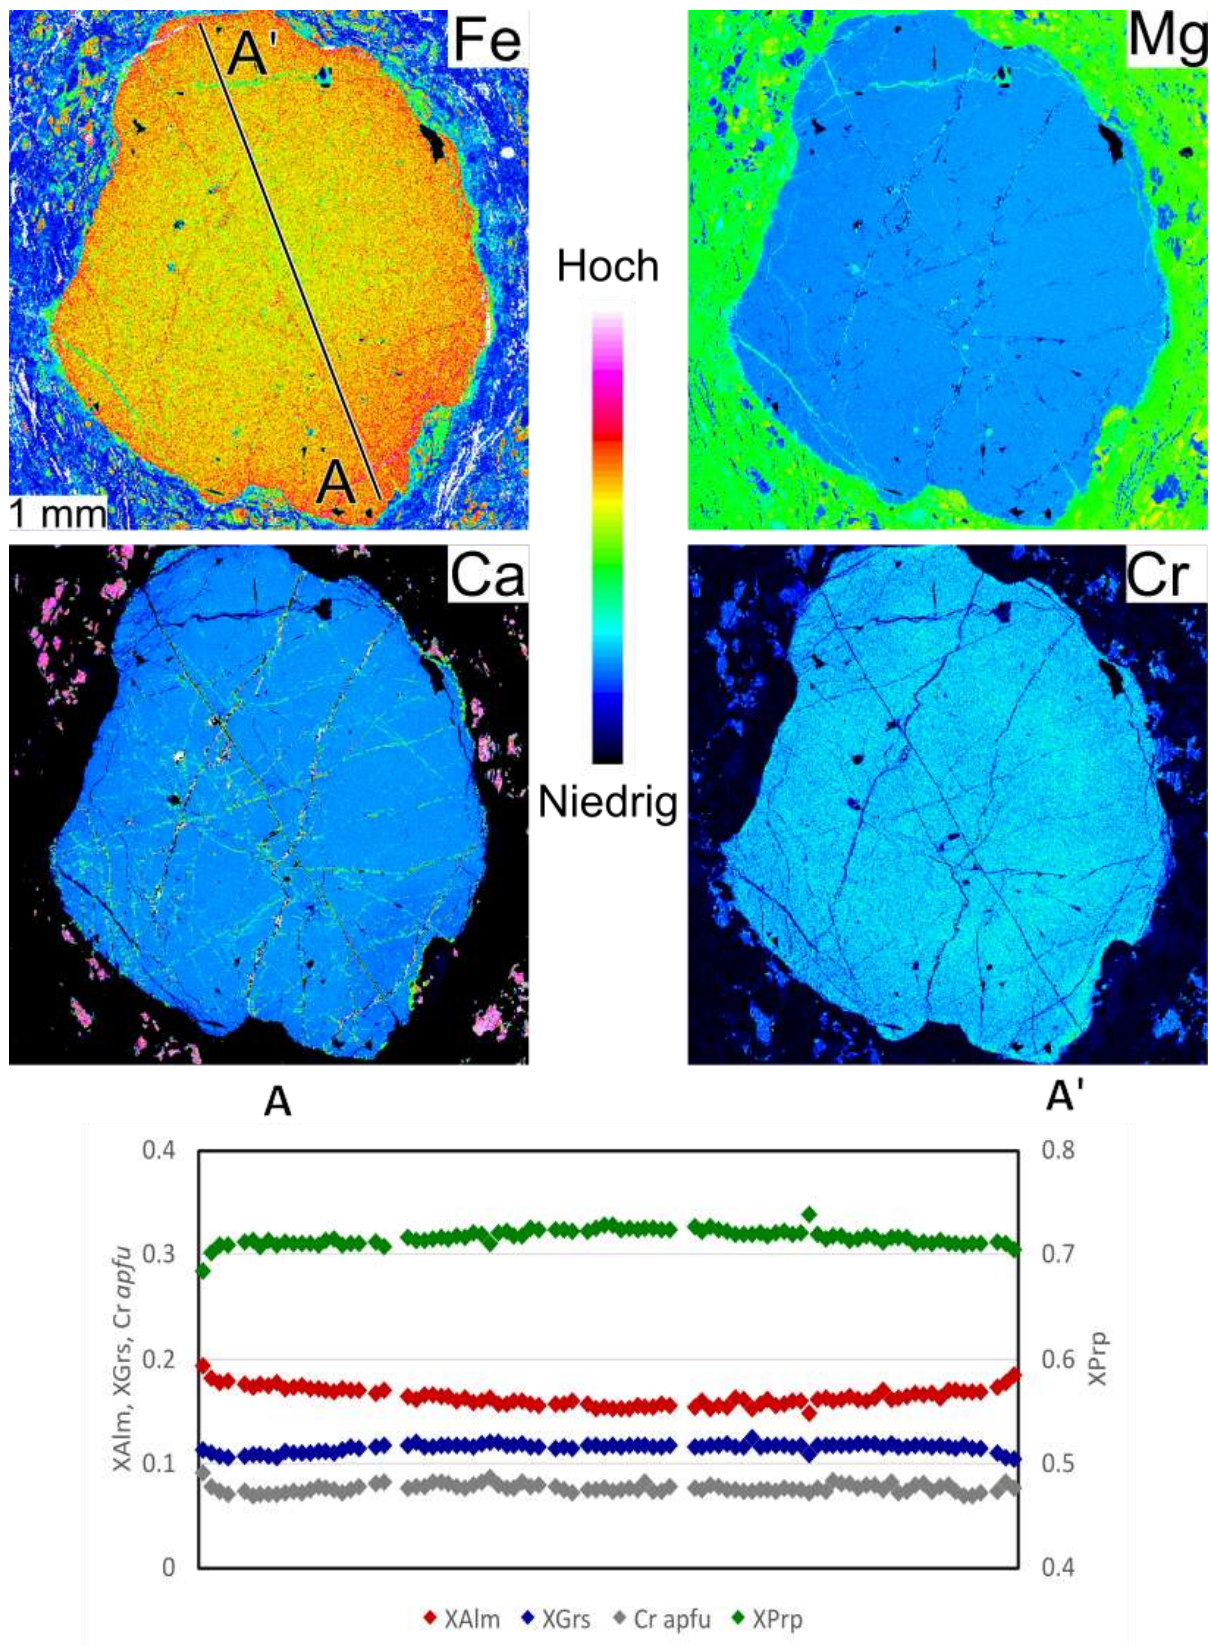 Fe
A'
A
1 mm
Mg
Hoch
Niedrig
Ca
Cr
A
A'
0.4
0.3
0.2
0.1
0
XAlm, XGrs, Cr apfu
0.8
0.7
0.6
0.5
0.4
XPrp
XAlm XGrs Cr apfu XPrp